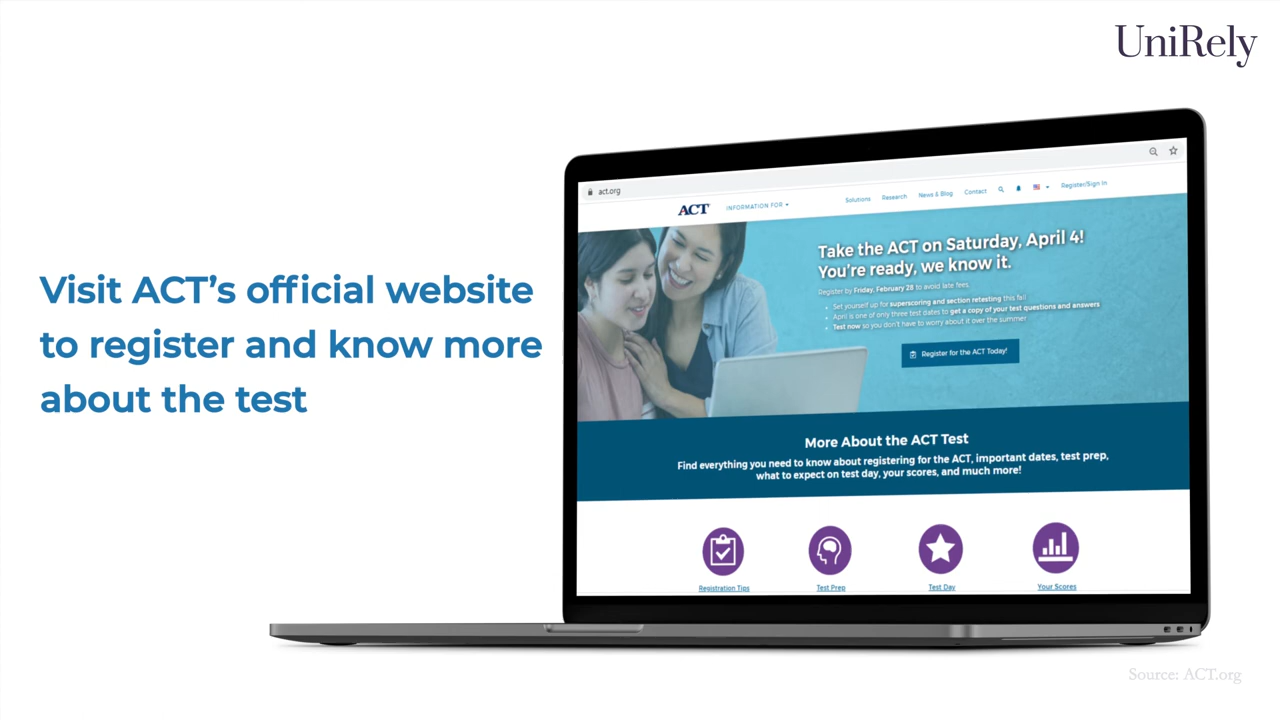 UniRely
Visit ACT's official website
to register and know more
about the test
act.org
ACT
INFORMATION FOR
Solutions
Research
News & Blog
Contact
Register/Sign In
Take the ACT on Saturday, April 4!
You're ready, we know it.
Register by Friday, February 28 to avoid late fees.
Set yourself up for superscoring and section retesting this fall
April is one of only three test dates to get a copy of your test questions and answers
Test now so you don't have to worry about it over the summer
Register for the ACT Today!
More About the ACT Test
Find everything you need to know about registering for the ACT, important dates, test prep,
what to expect on test day, your scores, and much more!
Registration Tips
Test Prep
Test Day
Your Scores
Source: ACT.org